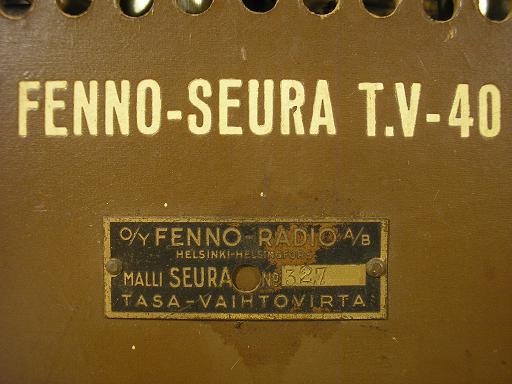 FENNO-SEURA T.V-40
O/Y FENNO-RADIO A/B
HELSINKI-HELSINGFORS
MALLI SEURA No 327
TASA-VAIHTOVIRTA